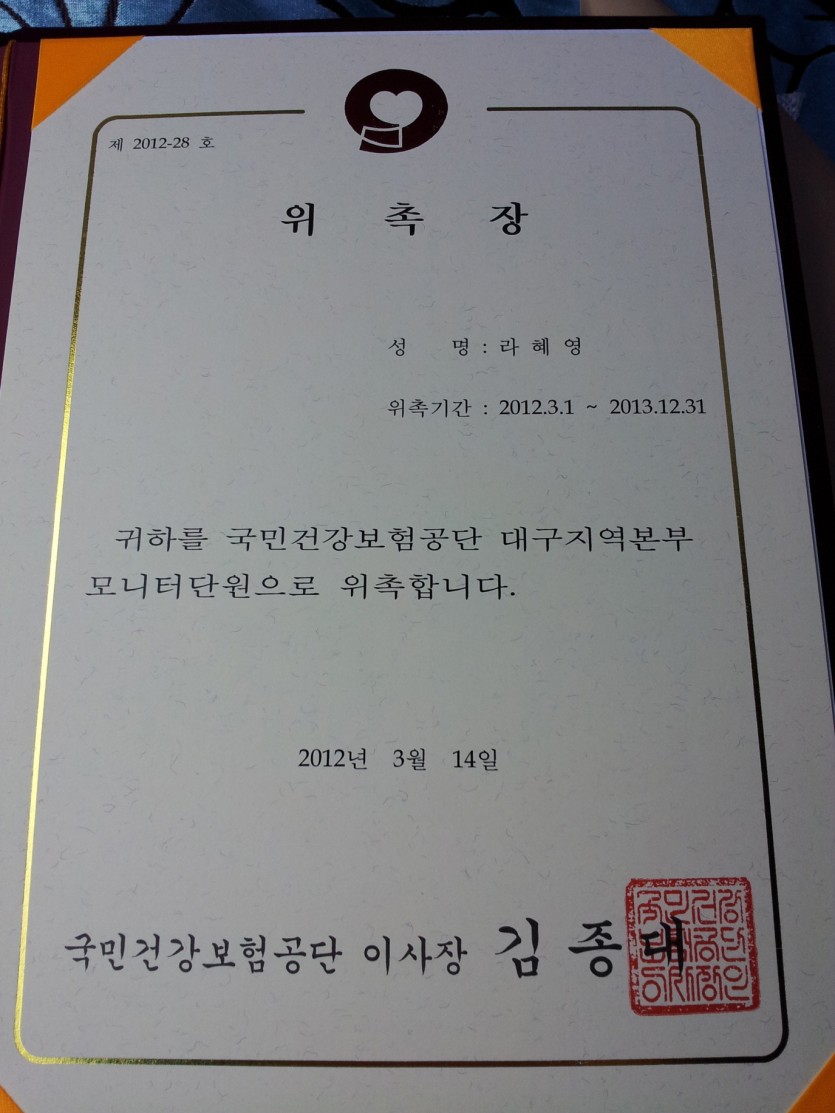 제 2012-28 호
위 촉 장
성 명 : 라 혜 영
위촉기간 : 2012.3.1 ~ 2013.12.31
귀하를 국민건강보험공단 대구지역본부
모니터단원으로 위촉합니다.
2012년 3월 14일
국민건강보험공단 이사장 김 종 대